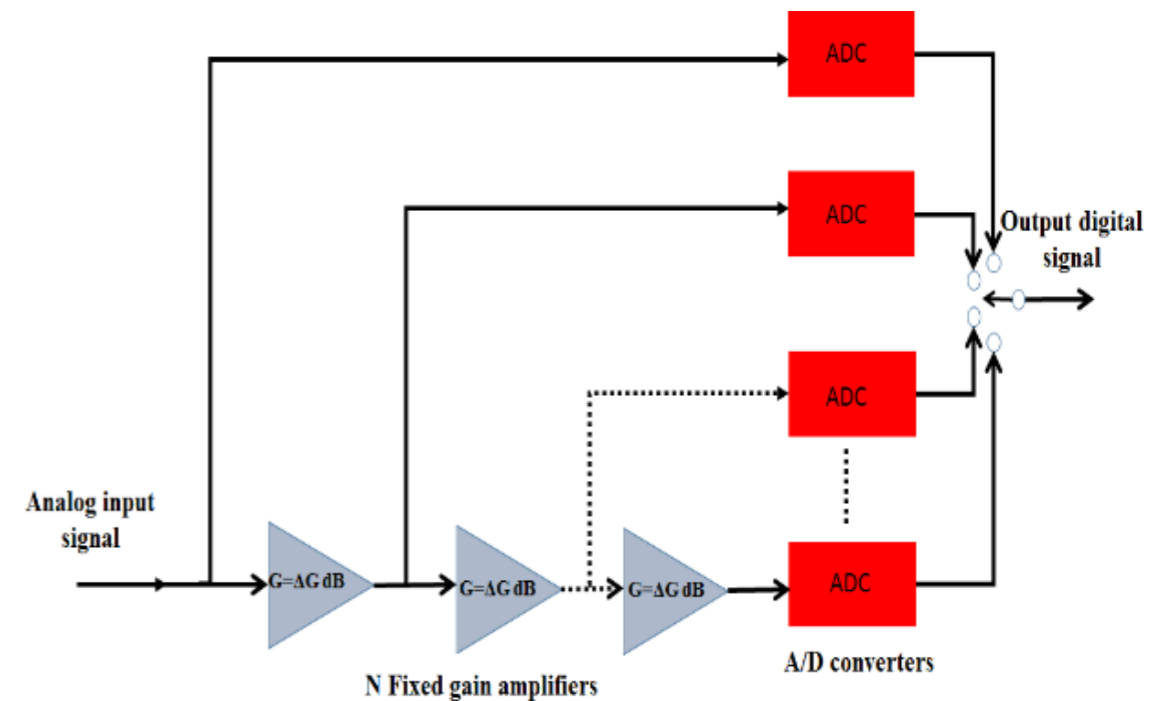 ADC
ADC
Output digital
signal
ADC
Analog input
signal
G=ΔG dB
G=ΔG dB
G=ΔG dB
ADC
A/D converters
N Fixed gain amplifiers